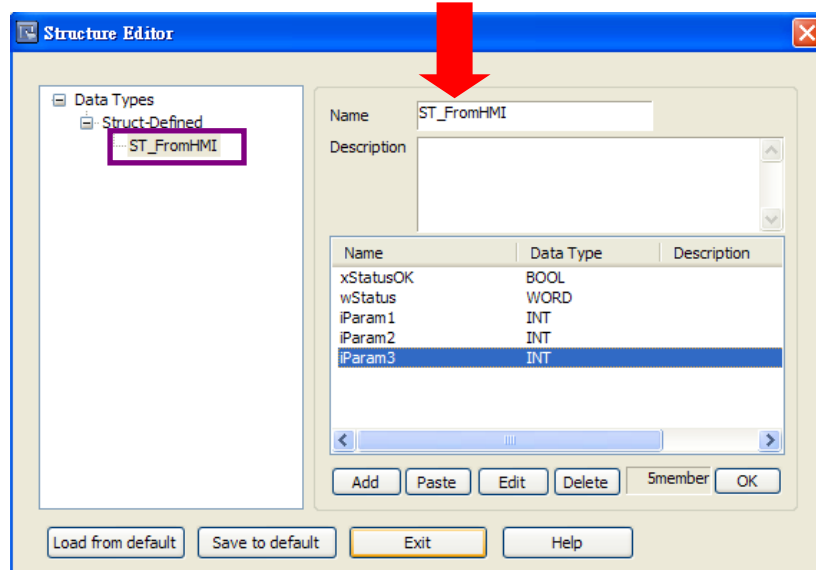 Structure Editor
Data Types
Struct-Defined
ST_FromHMI
Name ST_FromHMI
Description
Name Data Type Description
xStatusOK BOOL
wStatus WORD
iParam1 INT
iParam2 INT
iParam3 INT
Add Paste Edit Delete 5member OK
Load from default Save to default Exit Help